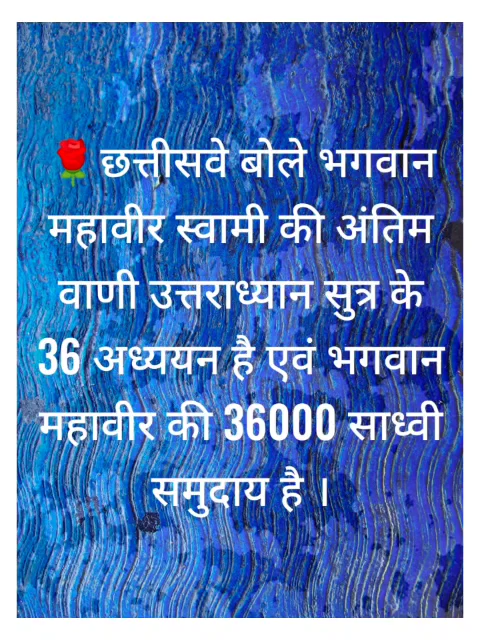 🌹छत्तीसवे बोले भगवान
महावीर स्वामी की अंतिम
वाणी उत्तराध्यान सुत्र के
36 अध्ययन है एवं भगवान
महावीर की 36000 साध्वी
समुदाय है ।